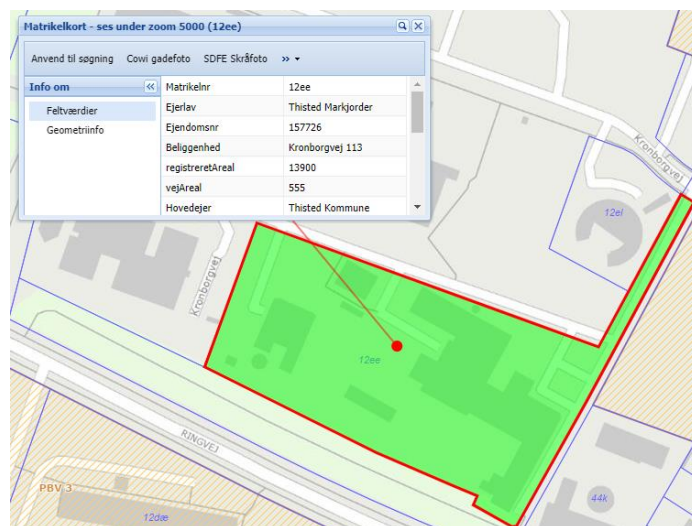 Matrikelkort - ses under zoom 5000 (12ee)
Anvend til søgning Cowi gadefoto SDFE Skråfoto »
Info om
Feltværdier
Geometriinfo
Matrikelnr 12ee
Ejerlav Thisted Markjorder
Ejendomsnr 157726
Beliggenhed Kronborgvej 113
registreretAreal 13900
vejAreal 555
Hovedejer Thisted Kommune
Kronborgvej
12el
Kronborgvej
12ee
RINGVEJ
PBV 3
12dæ
44k